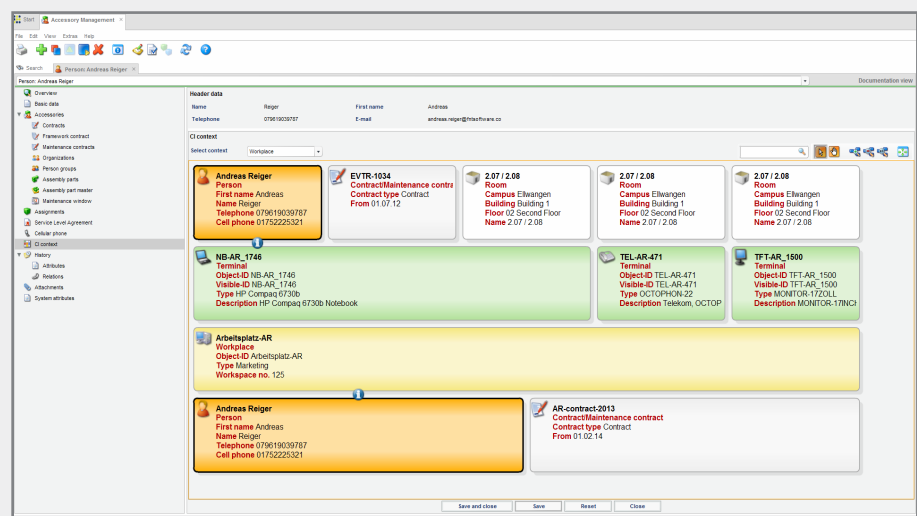 Start
Accessory Management
File Edit View Extras Help
Search
Person: Andreas Reiger
Person: Andreas Reiger
Documentation view
Overview
Basic data
Accessories
Contracts
Framework contract
Maintenance contracts
Organizations
Person groups
Assembly parts
Assembly part master
Maintenance window
Assignments
Service Level Agreement
Cellular phone
CI context
History
Attributes
Relations
Attachments
System attributes
Header data
Name Reiger First name Andreas
Telephone 079619039787 E-mail andreas.reiger@fntsoftware.co
CI context
Select context Workplace
Andreas Reiger
Person
First name Andreas
Name Reiger
Telephone 079619039787
Cell phone 01752225321
EVTR-1034
Contract/Maintenance contra
Contract type Contract
From 01.07.12
2.07 / 2.08
Room
Campus Ellwangen
Building Building 1
Floor 02 Second Floor
Name 2.07 / 2.08
2.07 / 2.08
Room
Campus Ellwangen
Building Building 1
Floor 02 Second Floor
Name 2.07 / 2.08
2.07 / 2.08
Room
Campus Ellwangen
Building Building 1
Floor 02 Second Floor
Name 2.07 / 2.08
NB-AR_1746
Terminal
Object-ID NB-AR_1746
Visible-ID NB-AR_1746
Type HP Compaq 6730b
Description HP Compaq 6730b Notebook
TEL-AR-471
Terminal
Object-ID TEL-AR-471
Visible-ID TEL-AR-471
Type OCTOPHON-22
Description Telekom, OCTOP
TFT-AR_1500
Terminal
Object-ID TFT-AR_1500
Visible-ID TFT-AR_1500
Type MONITOR-17ZOLL
Description MONITOR-17INCH
Arbeitsplatz-AR
Workplace
Object-ID Arbeitsplatz-AR
Type Marketing
Workspace no. 125
Andreas Reiger
Person
First name Andreas
Name Reiger
Telephone 079619039787
Cell phone 01752225321
AR-contract-2013
Contract/Maintenance contract
Contract type Contract
From 01.02.14
Save and close Save Reset Close